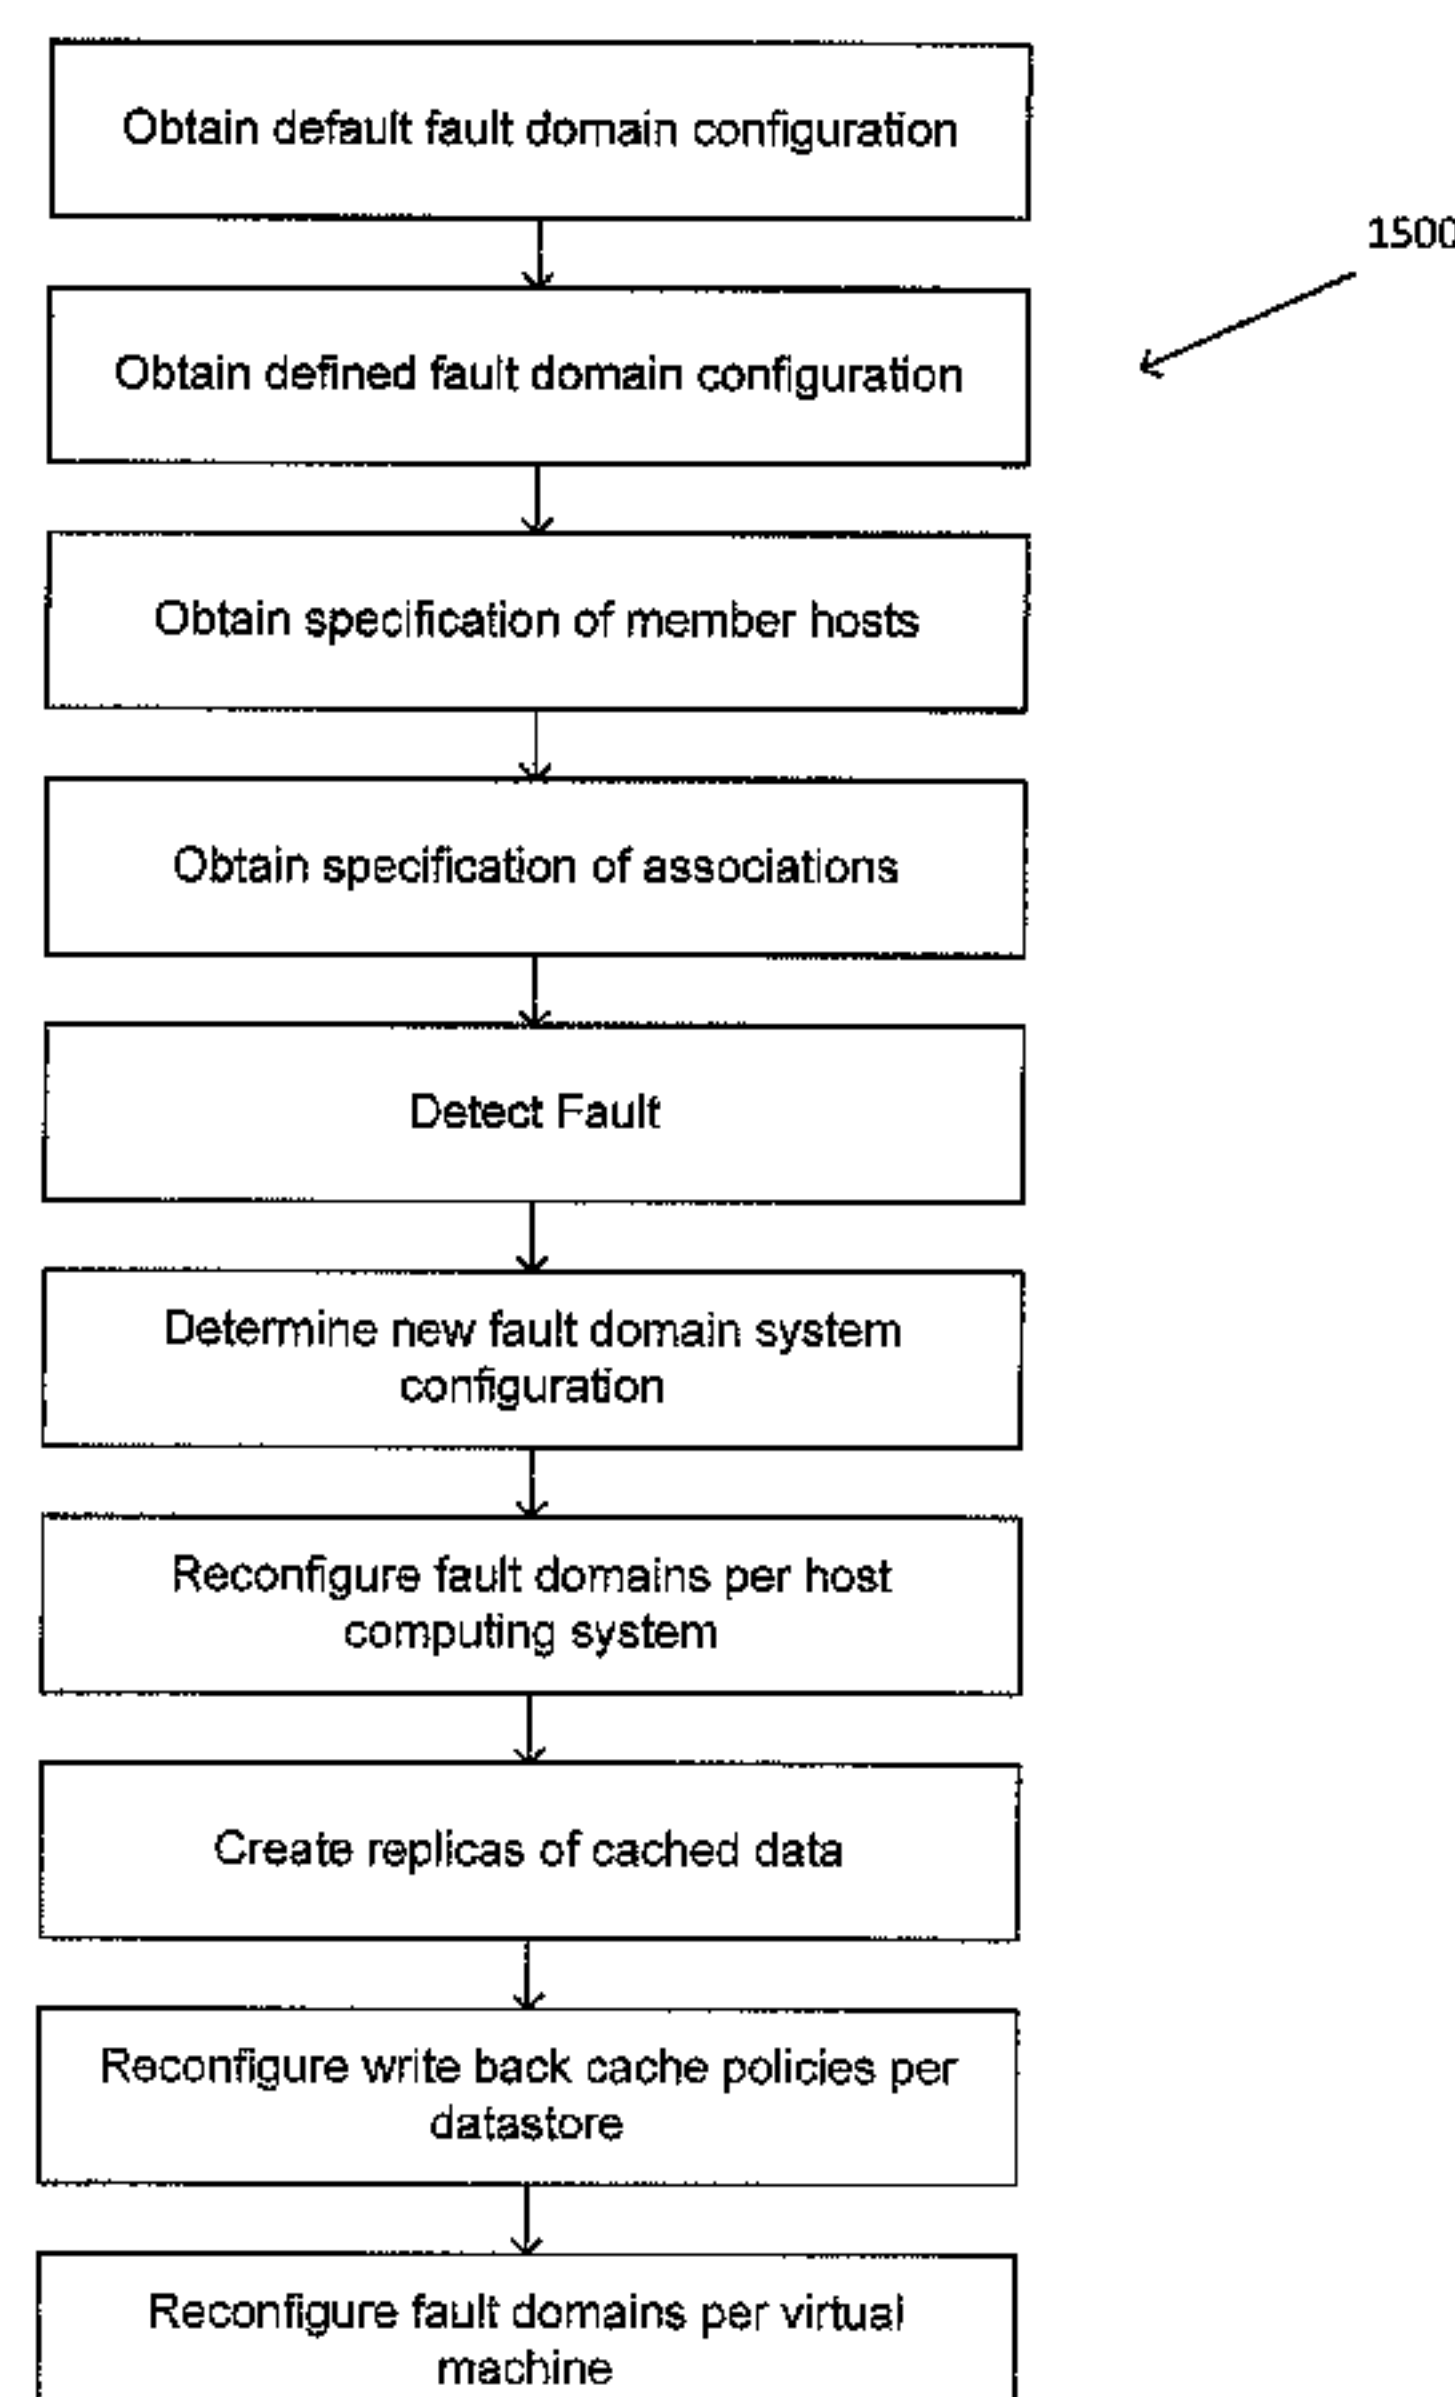 Obtain default fault domain configuration
1500
Obtain defined fault domain configuration
Obtain specification of member hosts
Obtain specification of associations
Detect Fault
Determine new fault domain system
configuration
Reconfigure fault domains per host
computing system
Create replicas of cached data
Reconfigure write back cache policies per
datastore
Reconfigure fault domains per virtual
machine